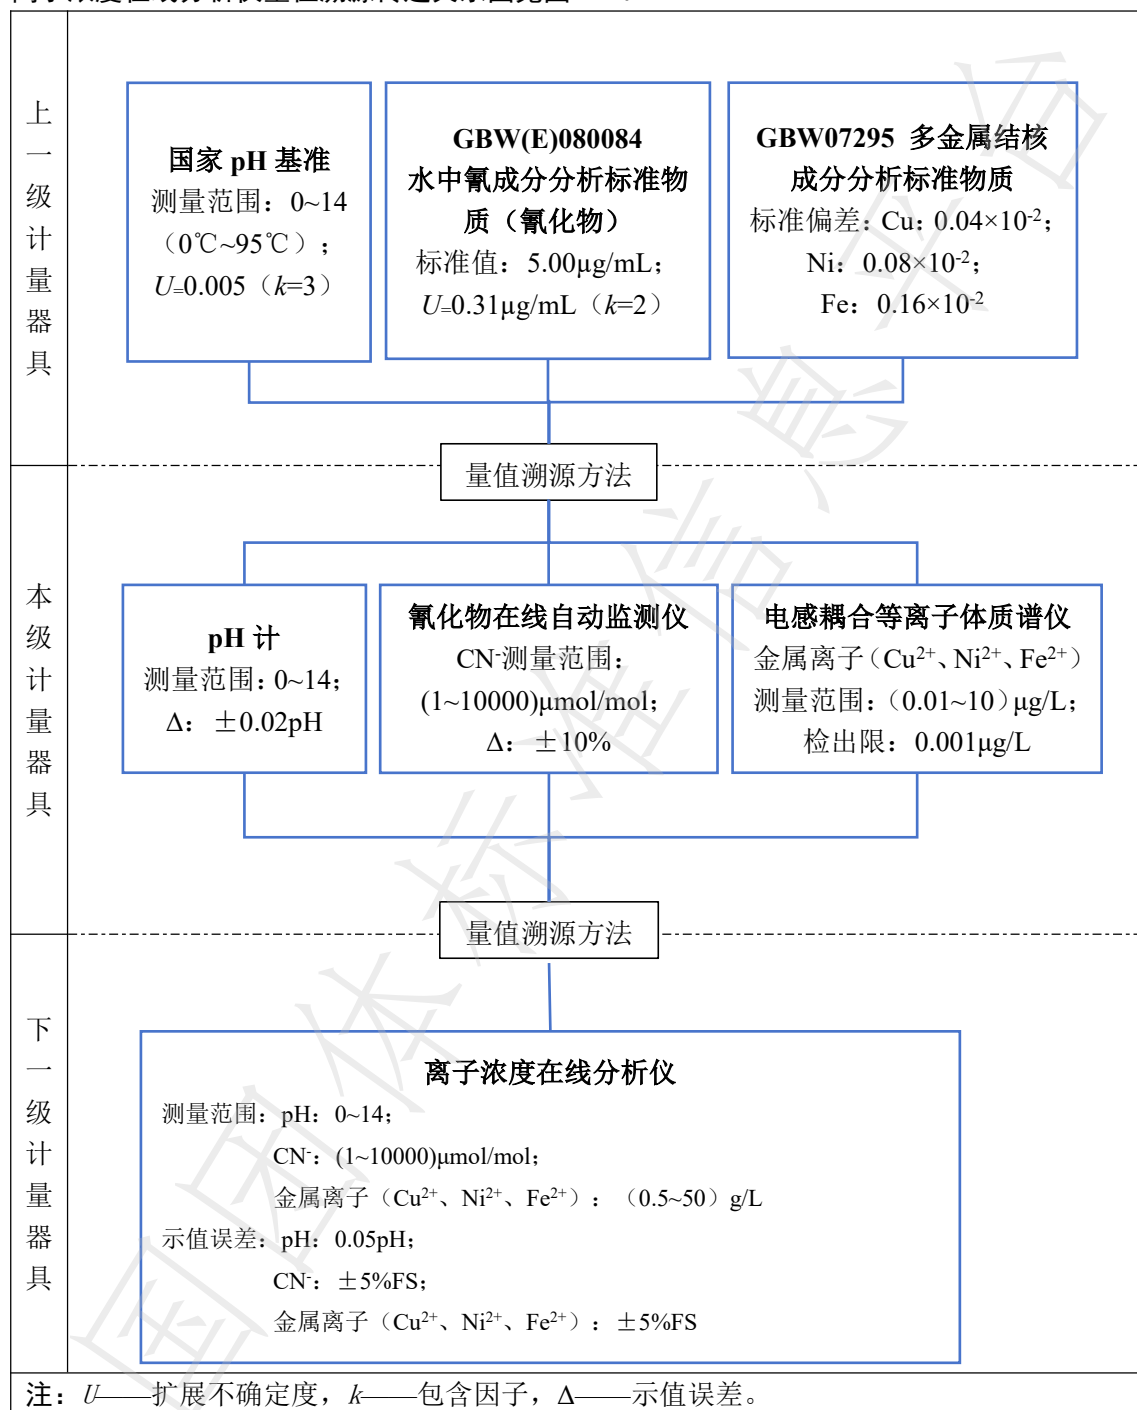 上一级计量器具
国家 pH 基准
测量范围：0~14
（0℃~95℃）；
U=0.005（k=3）
GBW(E)080084
水中氰成分分析标准物
质（氰化物）
标准值：5.00μg/mL；
U=0.31μg/mL（k=2）
GBW07295 多金属结核
成分分析标准物质
标准偏差：Cu：0.04×10⁻²；
Ni：0.08×10⁻²；
Fe：0.16×10⁻²
量值溯源方法
本级计量器具
pH 计
测量范围：0~14；
Δ：±0.02pH
氰化物在线自动监测仪
CN⁻测量范围：
(1~10000)μmol/mol；
Δ：±10%
电感耦合等离子体质谱仪
金属离子（Cu²⁺、Ni²⁺、Fe²⁺）
测量范围：（0.01~10）μg/L；
检出限：0.001μg/L
量值溯源方法
下一级计量器具
离子浓度在线分析仪
测量范围：pH：0~14；
CN⁻：(1~10000)μmol/mol；
金属离子（Cu²⁺、Ni²⁺、Fe²⁺）：（0.5~50）g/L
示值误差：pH：0.05pH；
CN⁻：±5%FS；
金属离子（Cu²⁺、Ni²⁺、Fe²⁺）：±5%FS
注：U——扩展不确定度，k——包含因子，Δ——示值误差。
国团体标准信息平台